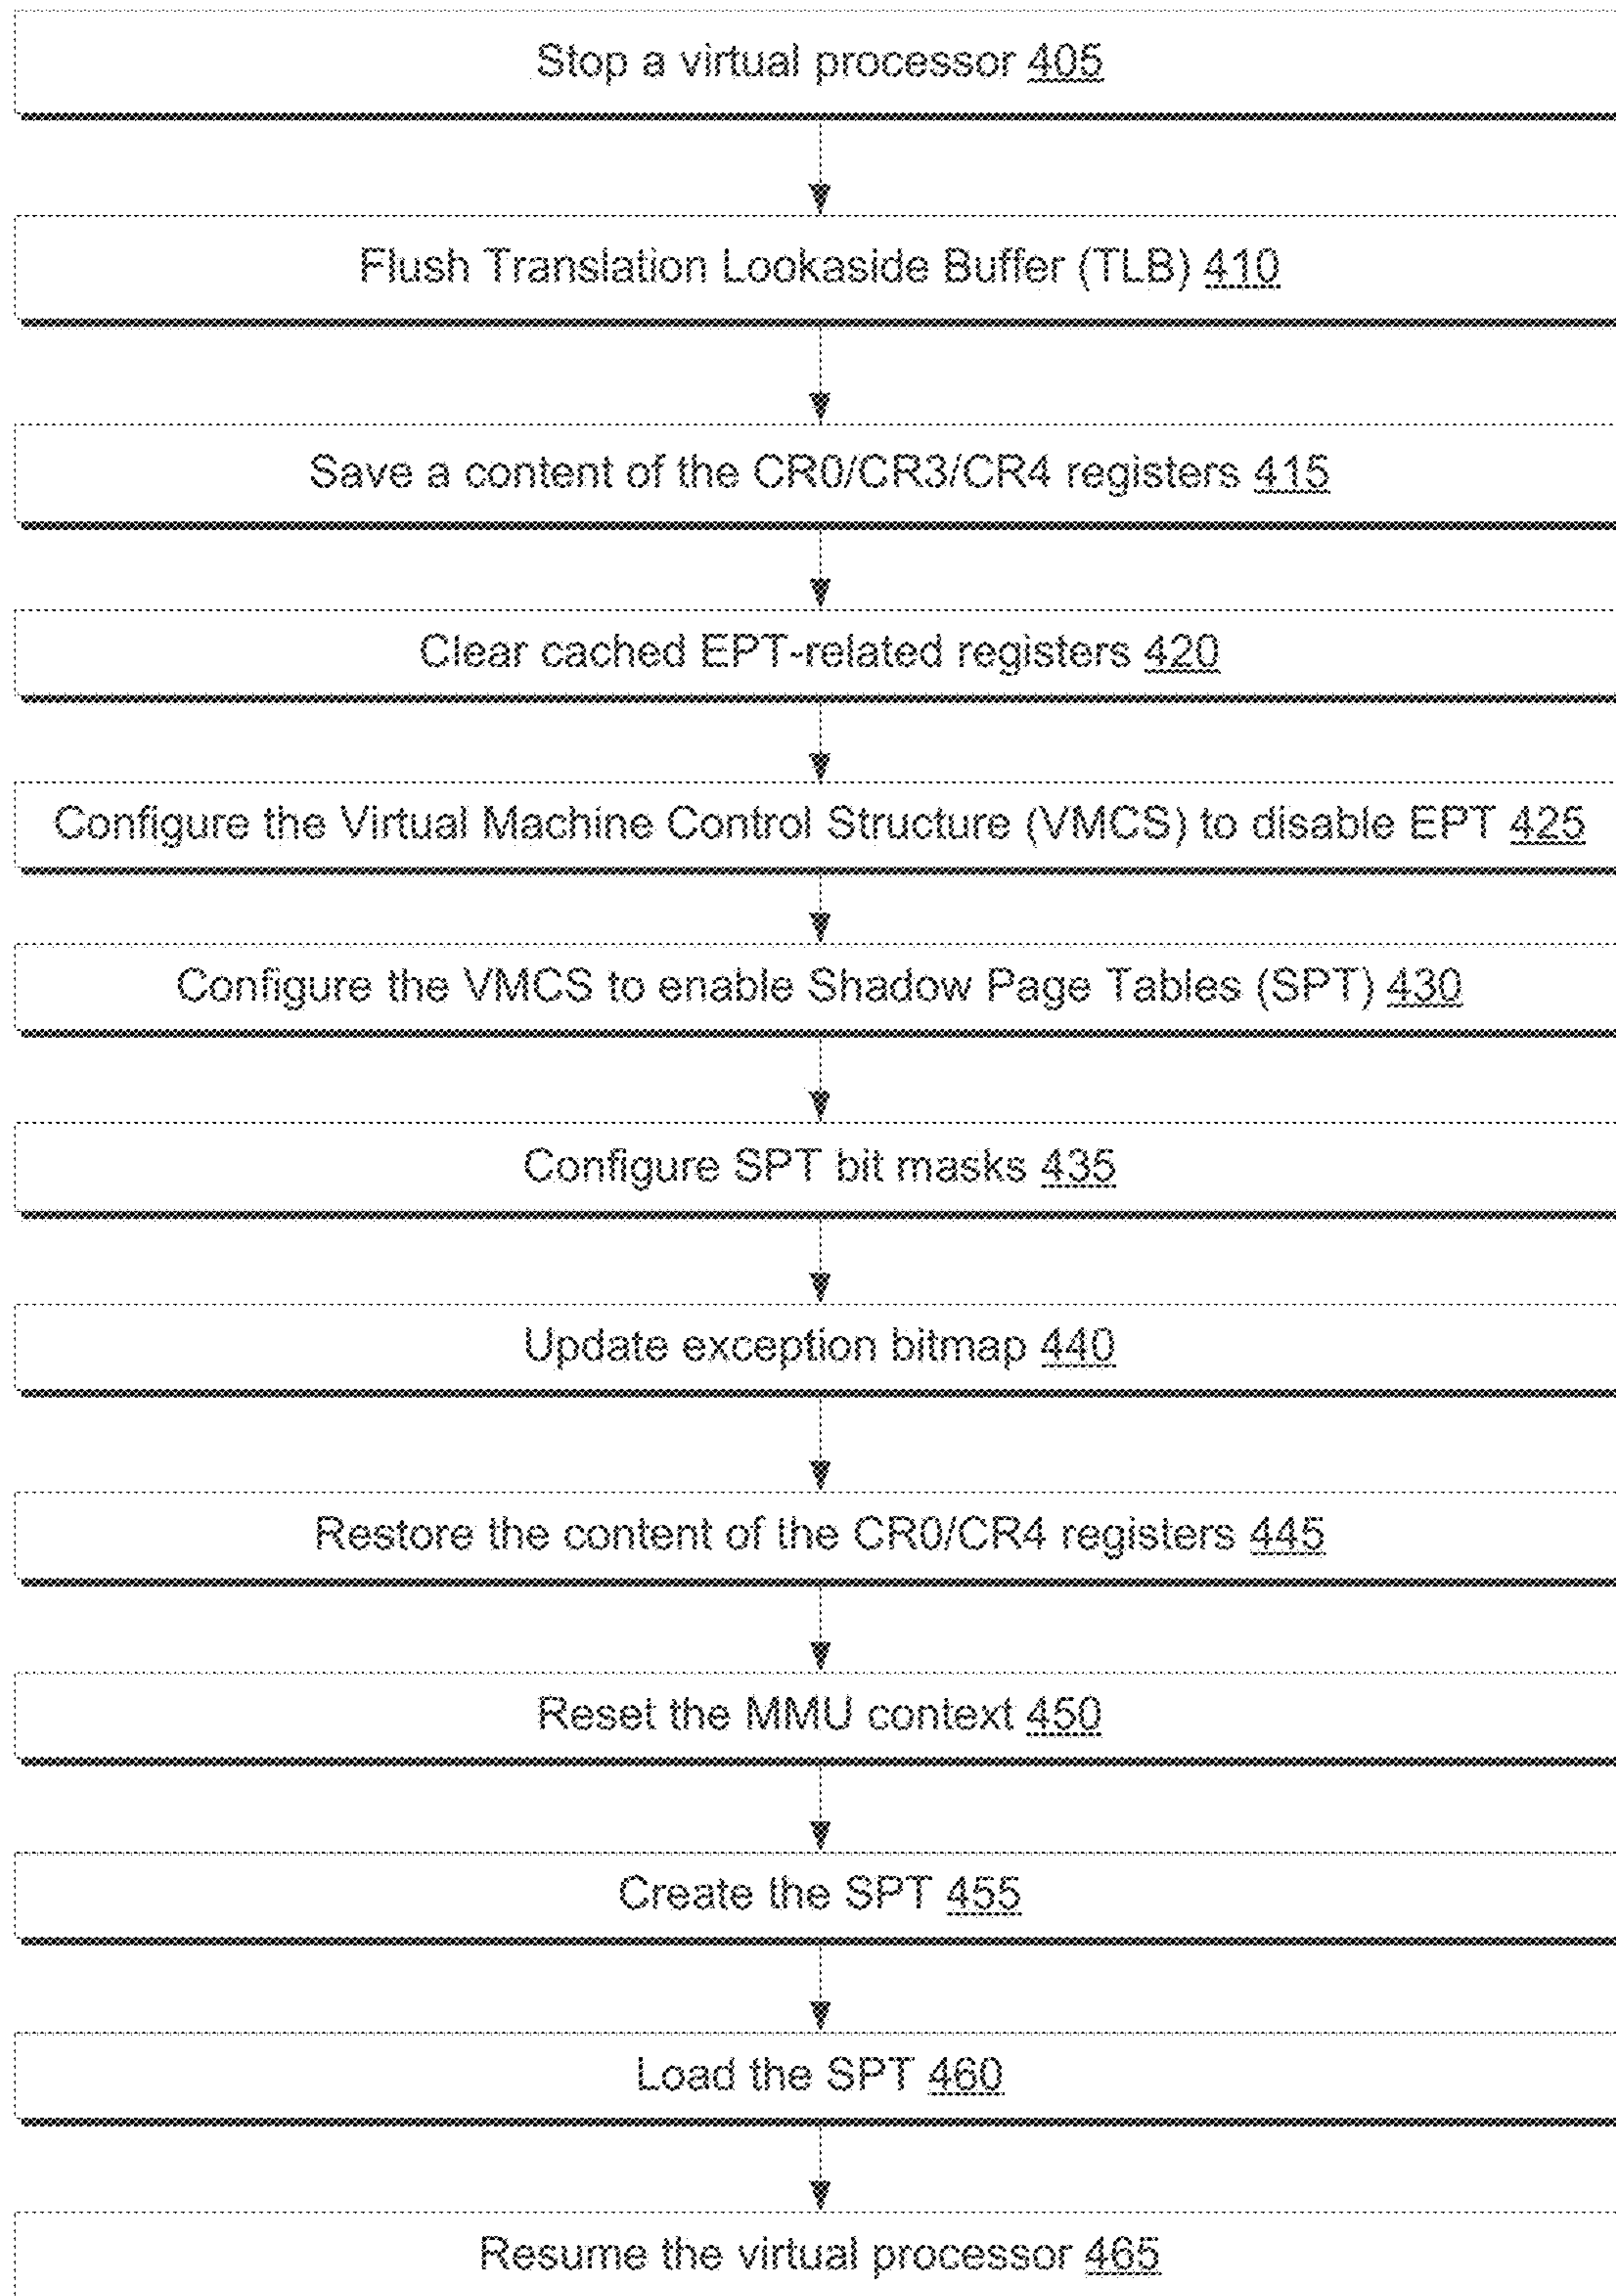 Stop a virtual processor 405
Flush Translation Lookaside Buffer (TLB) 410
Save a content of the CR0/CR3/CR4 registers 415
Clear cached EPT-related registers 420
Configure the Virtual Machine Control Structure (VMCS) to disable EPT 425
Configure the VMCS to enable Shadow Page Tables (SPT) 430
Configure SPT bit masks 435
Update exception bitmap 440
Restore the content of the CR0/CR4 registers 445
Reset the MMU context 450
Create the SPT 455
Load the SPT 460
Resume the virtual processor 465